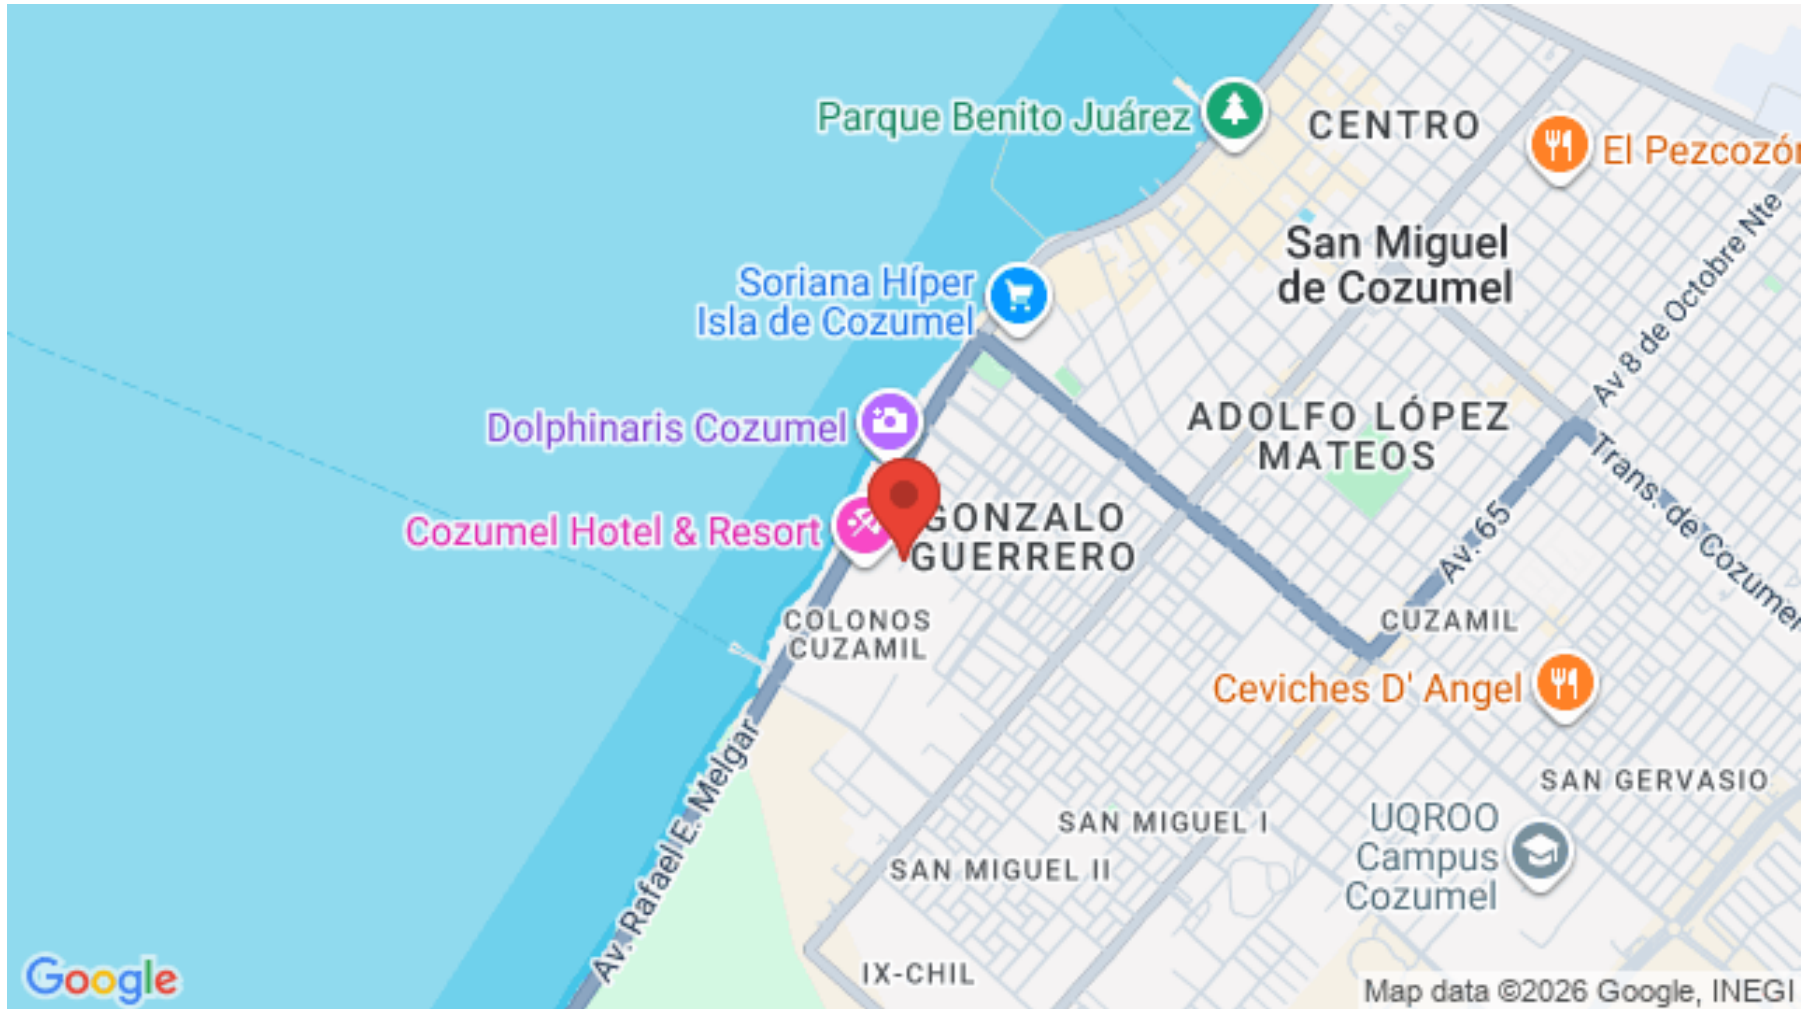 Parque Benito Juárez
CENTRO
El Pezcozón
San Miguel
de Cozumel
Av 8 de Octobre Nte
Soriana Híper
Isla de Cozumel
Dolphinaris Cozumel
ADOLFO LÓPEZ
MATEOS
Trans. de Cozumel
Cozumel Hotel & Resort
GONZALO
GUERRERO
Av. 65
COLONOS
CUZAMIL
CUZAMIL
Ceviches D' Angel
Av. Rafael E. Melgar
SAN GERVASIO
SAN MIGUEL I
UQROO
Campus
Cozumel
SAN MIGUEL II
IX-CHIL
Google
Map data ©2026 Google, INEGI